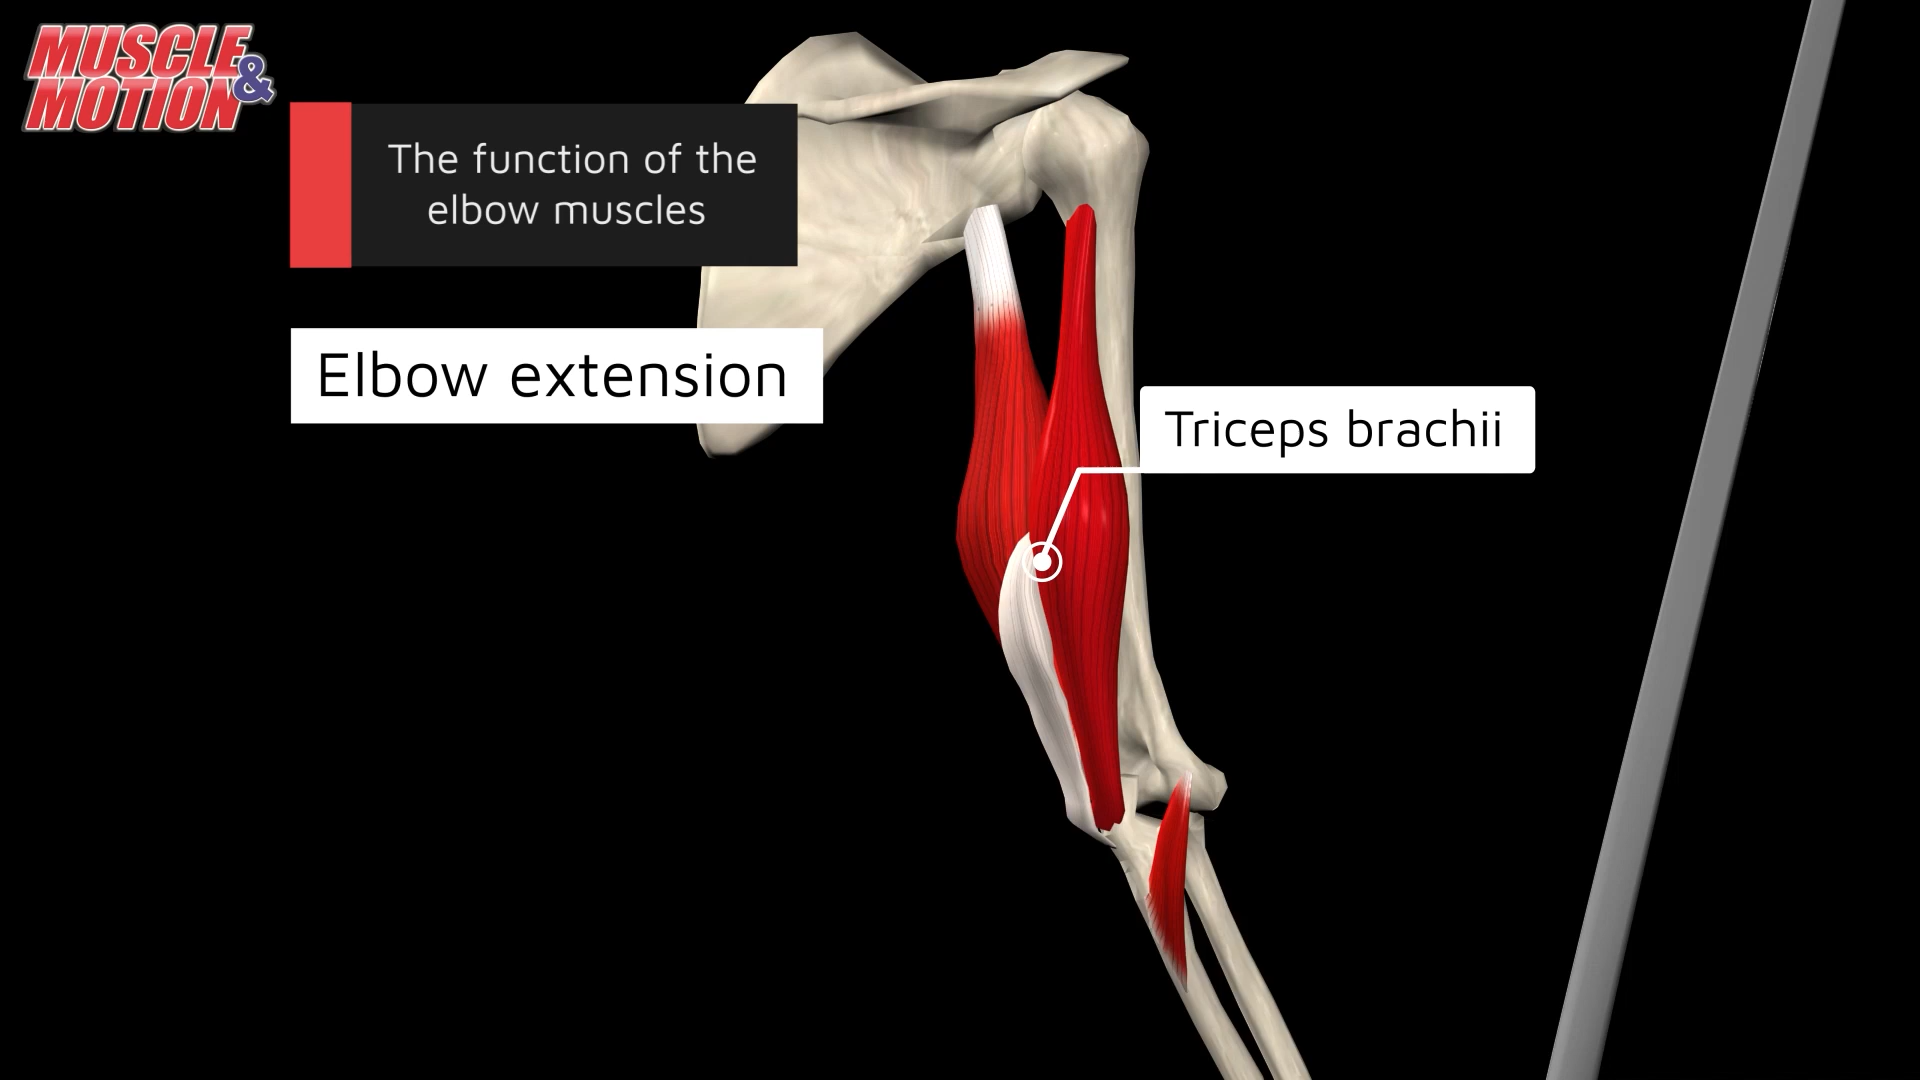 MUSCLE &
MOTION
The function of the
elbow muscles
Elbow extension
Triceps brachii